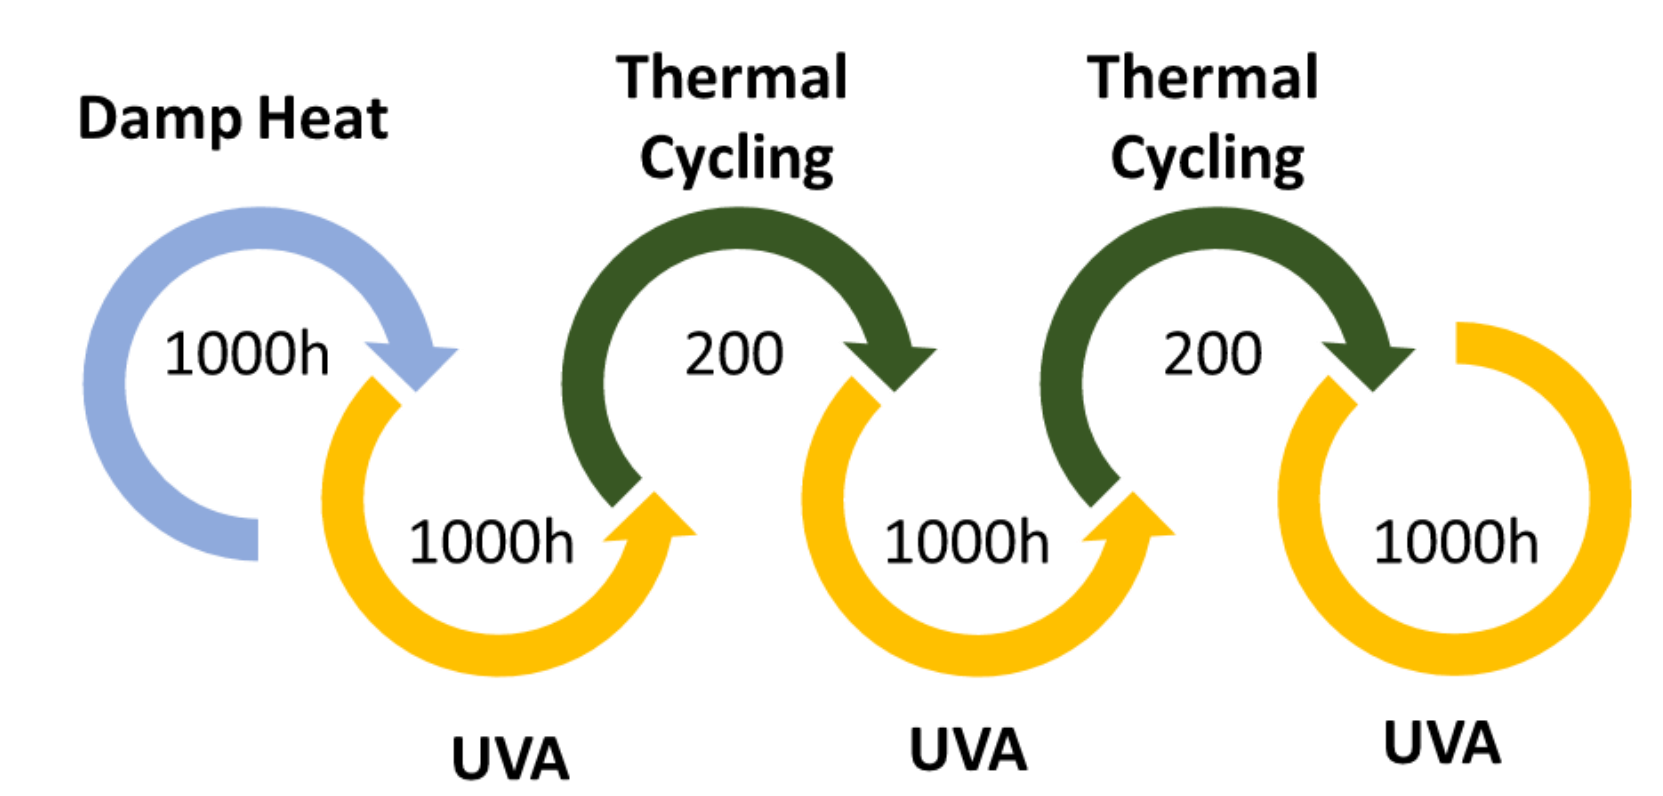 Damp Heat
1000h
UVA
1000h
Thermal
Cycling
200
UVA
1000h
Thermal
Cycling
200
UVA
1000h